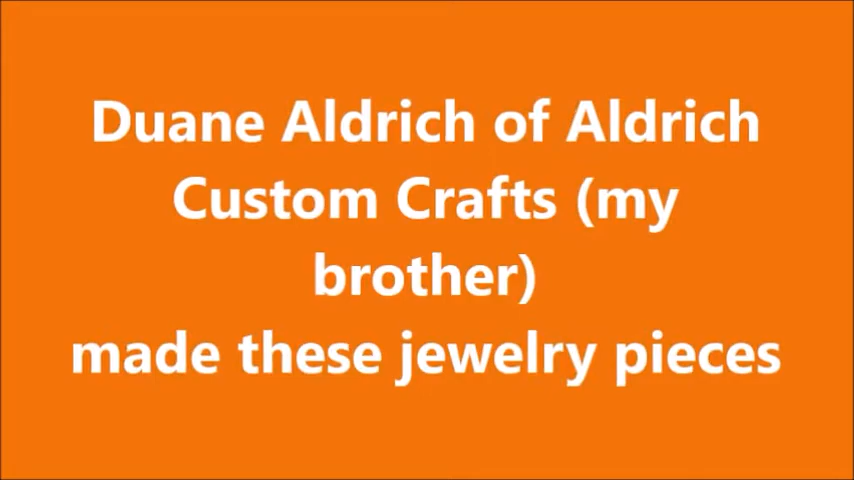 Duane Aldrich of Aldrich
Custom Crafts (my
brother)
made these jewelry pieces